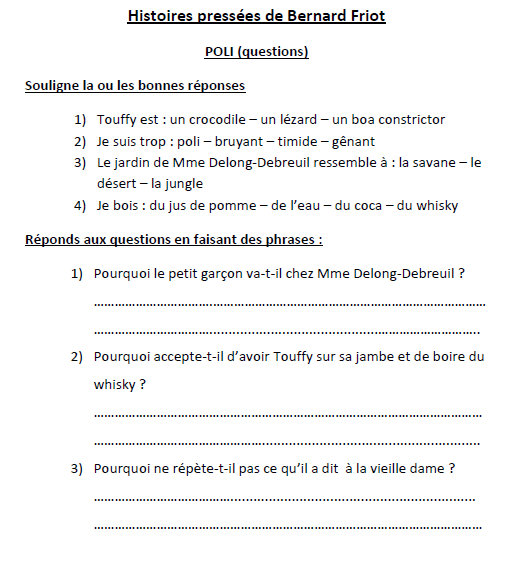 Histoires pressées de Bernard Friot
POLI (questions)
Souligne la ou les bonnes réponses
1) Touffy est : un crocodile – un lézard – un boa constrictor
2) Je suis trop : poli – bruyant – timide – gênant
3) Le jardin de Mme Delong-Debreuil ressemble à : la savane – le
désert – la jungle
4) Je bois : du jus de pomme – de l'eau – du coca – du whisky
Réponds aux questions en faisant des phrases :
1) Pourquoi le petit garçon va-t-il chez Mme Delong-Debreuil ?
……………………………………………………………………………………………………
……………………………...............................................…………………………..
2) Pourquoi accepte-t-il d'avoir Touffy sur sa jambe et de boire du
whisky ?
…………………………………………………………………………………………………
……………………………………............................................................
3) Pourquoi ne répète-t-il pas ce qu'il a dit à la vieille dame ?
…………………………………...............................................................
…………………………………………………………………………………………………